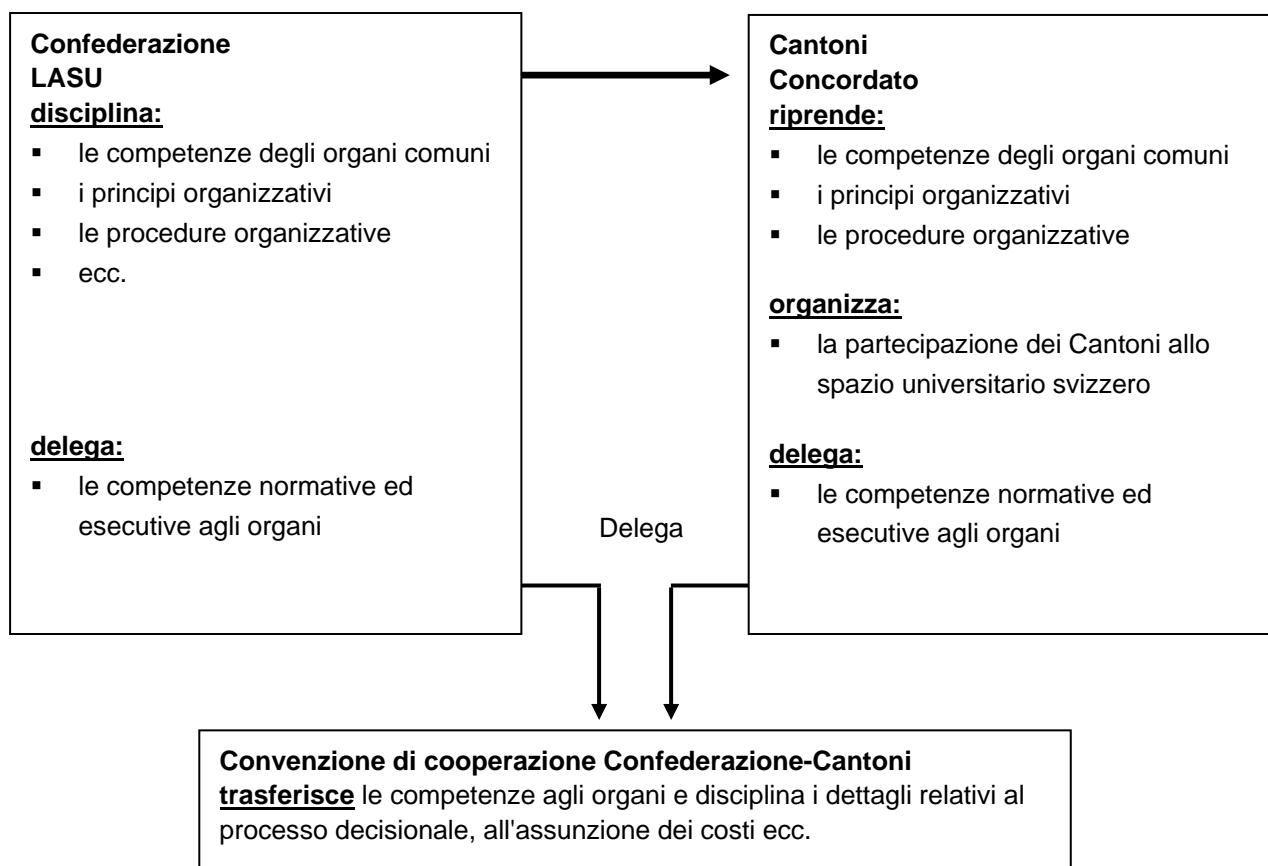 Confederazione
LASU
disciplina:
▪ le competenze degli organi comuni
▪ i principi organizzativi
▪ le procedure organizzative
▪ ecc.
delega:
▪ le competenze normative ed
esecutive agli organi
Cantoni
Concordato
riprende:
▪ le competenze degli organi comuni
▪ i principi organizzativi
▪ le procedure organizzative
organizza:
▪ la partecipazione dei Cantoni allo
spazio universitario svizzero
delega:
▪ le competenze normative ed
esecutive agli organi
Delega
Convenzione di cooperazione Confederazione-Cantoni
trasferisce le competenze agli organi e disciplina i dettagli relativi al
processo decisionale, all'assunzione dei costi ecc.